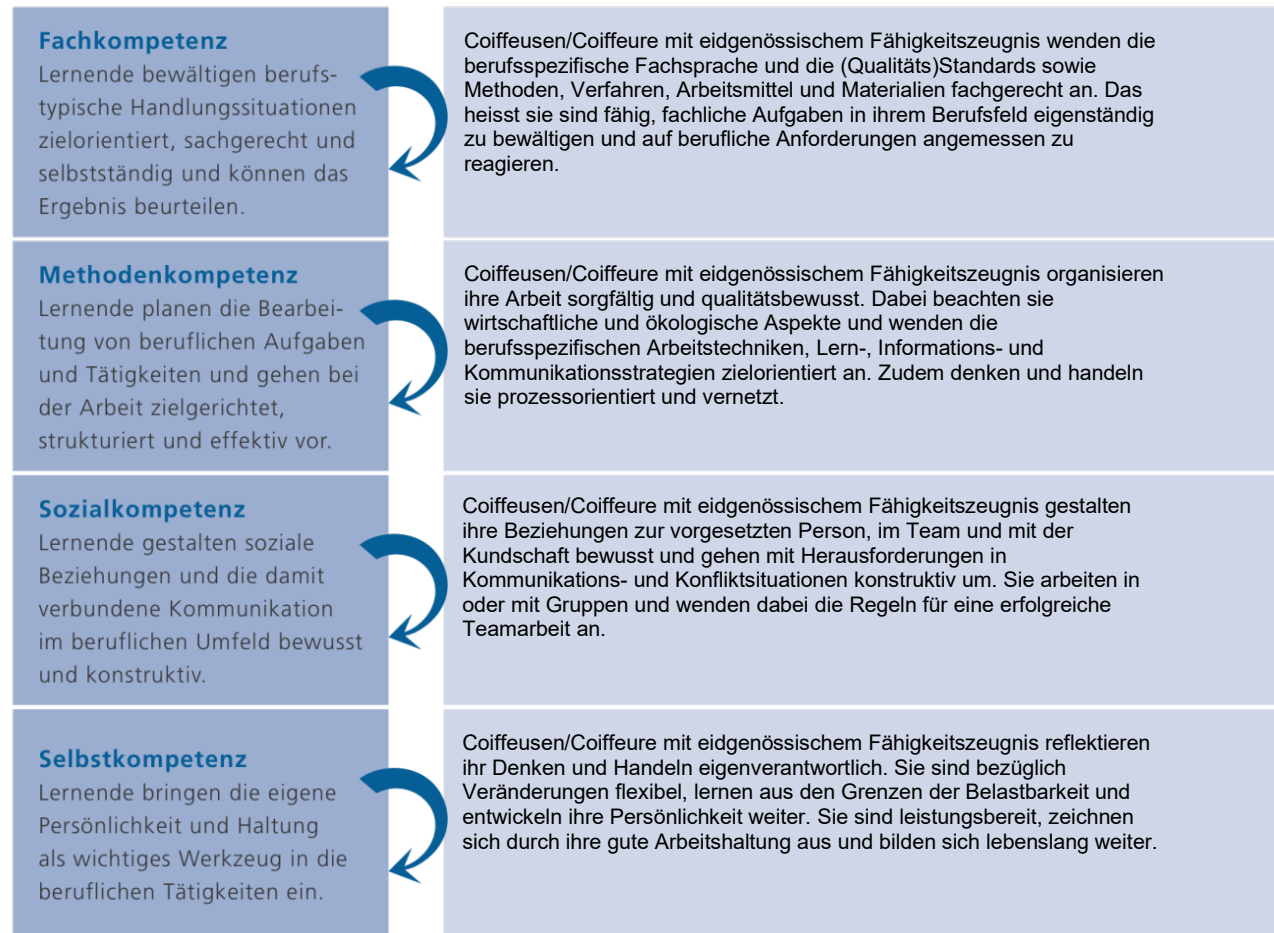 Fachkompetenz
Lernende bewältigen berufs-
typische Handlungssituationen
zielorientiert, sachgerecht und
selbstständig und können das
Ergebnis beurteilen.
Coiffeusen/Coiffeure mit eidgenössischem Fähigkeitszeugnis wenden die
berufsspezifische Fachsprache und die (Qualitäts)Standards sowie
Methoden, Verfahren, Arbeitsmittel und Materialien fachgerecht an. Das
heisst sie sind fähig, fachliche Aufgaben in ihrem Berufsfeld eigenständig
zu bewältigen und auf berufliche Anforderungen angemessen zu
reagieren.
Methodenkompetenz
Lernende planen die Bearbei-
tung von beruflichen Aufgaben
und Tätigkeiten und gehen bei
der Arbeit zielgerichtet,
strukturiert und effektiv vor.
Coiffeusen/Coiffeure mit eidgenössischem Fähigkeitszeugnis organisieren
ihre Arbeit sorgfältig und qualitätsbewusst. Dabei beachten sie
wirtschaftliche und ökologische Aspekte und wenden die
berufsspezifischen Arbeitstechniken, Lern-, Informations- und
Kommunikationsstrategien zielorientiert an. Zudem denken und handeln
sie prozessorientiert und vernetzt.
Sozialkompetenz
Lernende gestalten soziale
Beziehungen und die damit
verbundene Kommunikation
im beruflichen Umfeld bewusst
und konstruktiv.
Coiffeusen/Coiffeure mit eidgenössischem Fähigkeitszeugnis gestalten
ihre Beziehungen zur vorgesetzten Person, im Team und mit der
Kundschaft bewusst und gehen mit Herausforderungen in
Kommunikations- und Konfliktsituationen konstruktiv um. Sie arbeiten in
oder mit Gruppen und wenden dabei die Regeln für eine erfolgreiche
Teamarbeit an.
Selbstkompetenz
Lernende bringen die eigene
Persönlichkeit und Haltung
als wichtiges Werkzeug in die
beruflichen Tätigkeiten ein.
Coiffeusen/Coiffeure mit eidgenössischem Fähigkeitszeugnis reflektieren
ihr Denken und Handeln eigenverantwortlich. Sie sind bezüglich
Veränderungen flexibel, lernen aus den Grenzen der Belastbarkeit und
entwickeln ihre Persönlichkeit weiter. Sie sind leistungsbereit, zeichnen
sich durch ihre gute Arbeitshaltung aus und bilden sich lebenslang weiter.